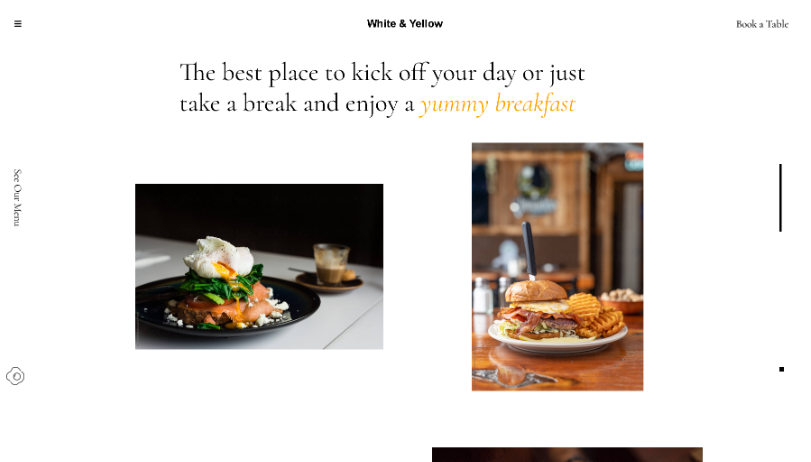 White & Yellow
Book a Table
The best place to kick off your day or just
take a break and enjoy a yummy breakfast
See Our Menu